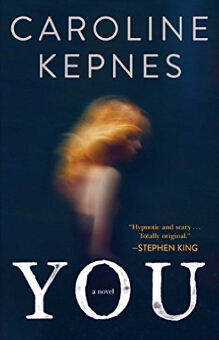 CAROLINE
KEPNES
"Hypnotic and scary...
Totally original."
—STEPHEN KING
YOU
a novel